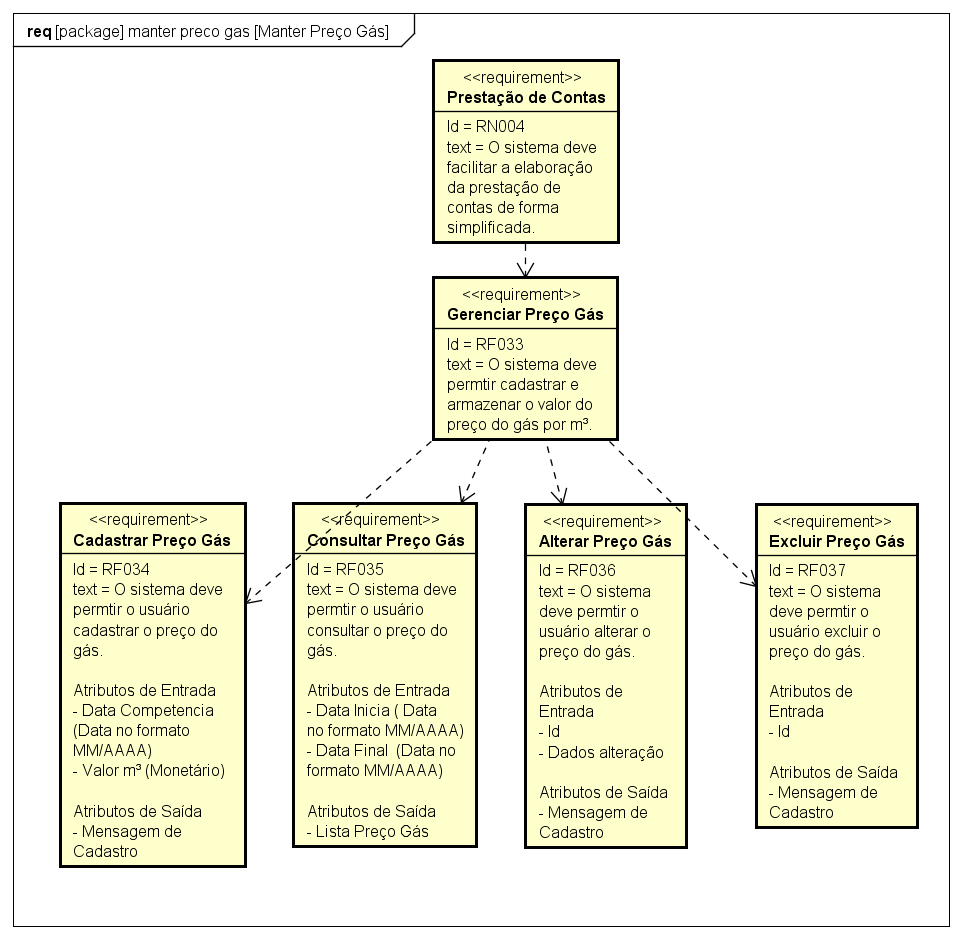 req [package] manter preco gas [Manter Preço Gás]
<<requirement>>
Prestação de Contas
Id = RN004
text = O sistema deve
facilitar a elaboração
da prestação de
contas de forma
simplificada.
<<requirement>>
Gerenciar Preço Gás
Id = RF033
text = O sistema deve
permtir cadastrar e
armazenar o valor do
preço do gás por m³.
<<requirement>>
Cadastrar Preço Gás
Id = RF034
text = O sistema deve
permtir o usuário
cadastrar o preço do
gás.
Atributos de Entrada
- Data Competencia
(Data no formato
MM/AAAA)
- Valor m³ (Monetário)
Atributos de Saída
- Mensagem de
Cadastro
<<requirement>>
Consultar Preço Gás
Id = RF035
text = O sistema deve
permtir o usuário
consultar o preço do
gás.
Atributos de Entrada
- Data Inicia ( Data
no formato MM/AAAA)
- Data Final  (Data no
formato MM/AAAA)
Atributos de Saída
- Lista Preço Gás
<<requirement>>
Alterar Preço Gás
Id = RF036
text = O sistema
deve permtir o
usuário alterar o
preço do gás.
Atributos de
Entrada
- Id
- Dados alteração
Atributos de Saída
- Mensagem de
Cadastro
<<requirement>>
Excluir Preço Gás
Id = RF037
text = O sistema
deve permtir o
usuário excluir o
preço do gás.
Atributos de
Entrada
- Id
Atributos de Saída
- Mensagem de
Cadastro